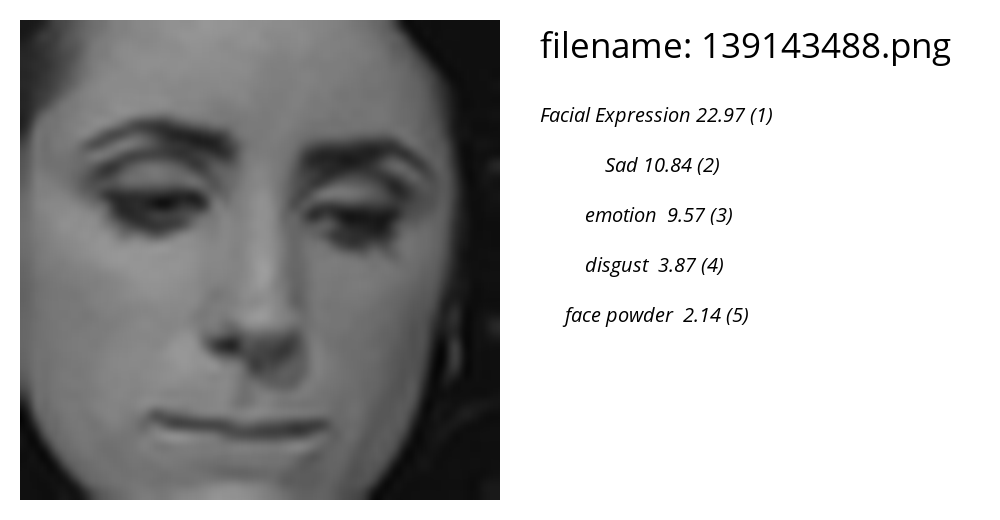 filename: 139143488.png
Facial Expression 22.97 (1)
Sad 10.84 (2)
emotion 9.57 (3)
disgust 3.87 (4)
face powder 2.14 (5)